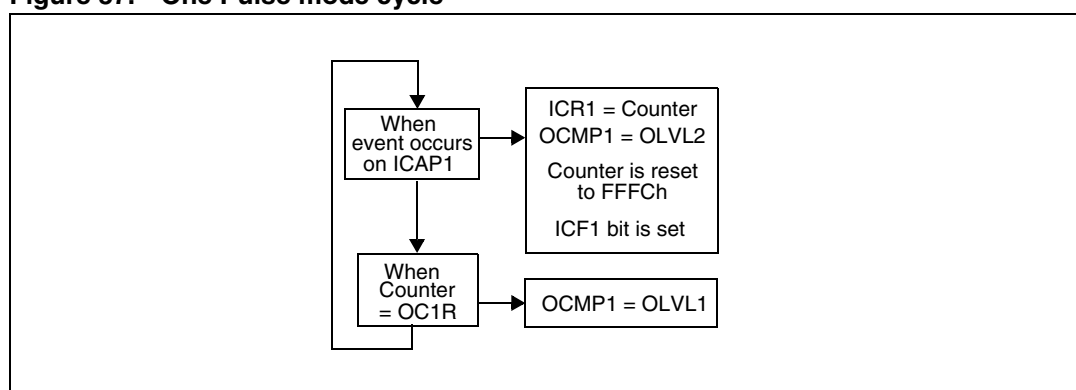 Figure 37. One Pulse mode cycle
When
event occurs
on ICAP1
ICR1 = Counter
OCMP1 = OLVL2
Counter is reset
to FFFCh
ICF1 bit is set
When
Counter
= OC1R
OCMP1 = OLVL1